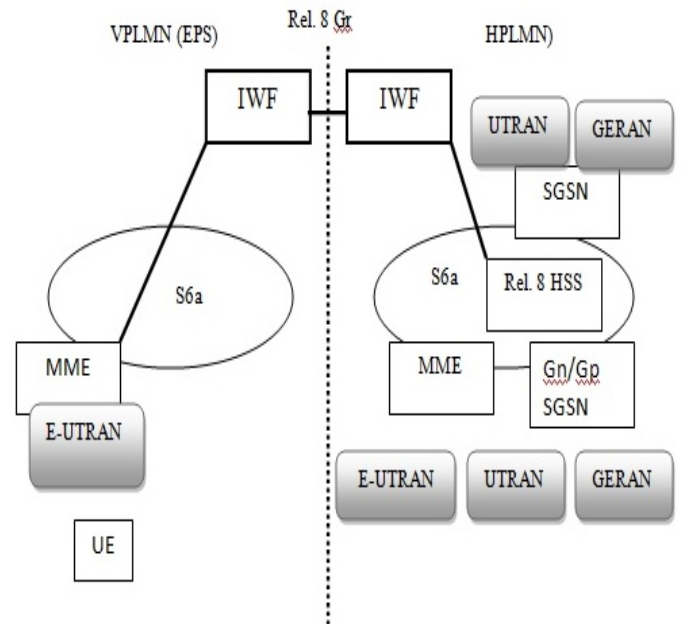 Rel. 8 Gr
VPLMN (EPS)
HPLMN)
IWF
IWF
UTRAN
GERAN
SGSN
S6a
S6a
Rel. 8 HSS
MME
MME
Gn/Gp
SGSN
E-UTRAN
E-UTRAN
UTRAN
GERAN
UE